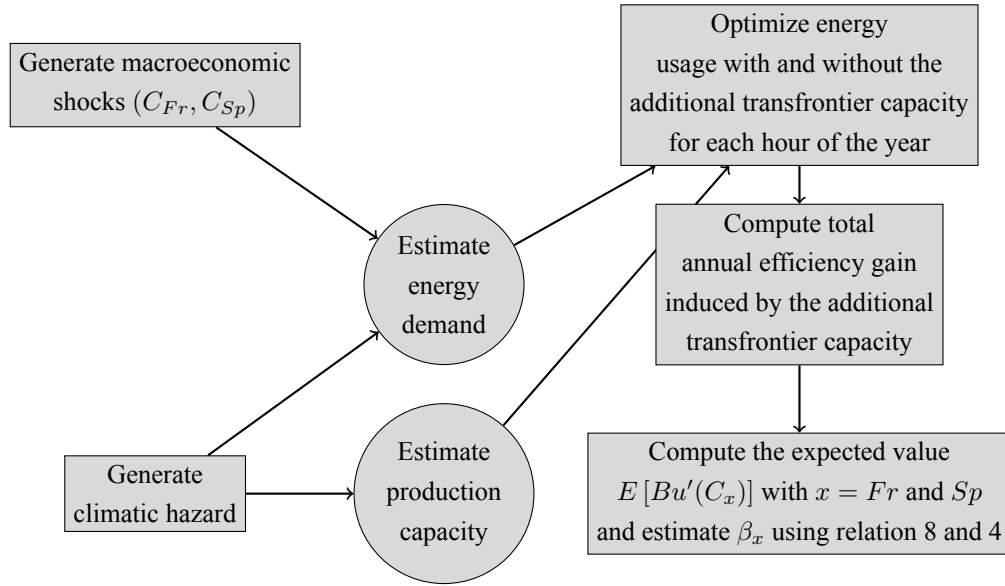 Generate macroeconomic
shocks (C_{Fr}, C_{Sp})
Optimize energy
usage with and without the
additional transfrontier capacity
for each hour of the year
Estimate
energy
demand
Compute total
annual efficiency gain
induced by the additional
transfrontier capacity
Generate
climatic hazard
Estimate
production
capacity
Compute the expected value
E [Bu′(C_x)] with x = Fr and Sp
and estimate β_x using relation 8 and 4